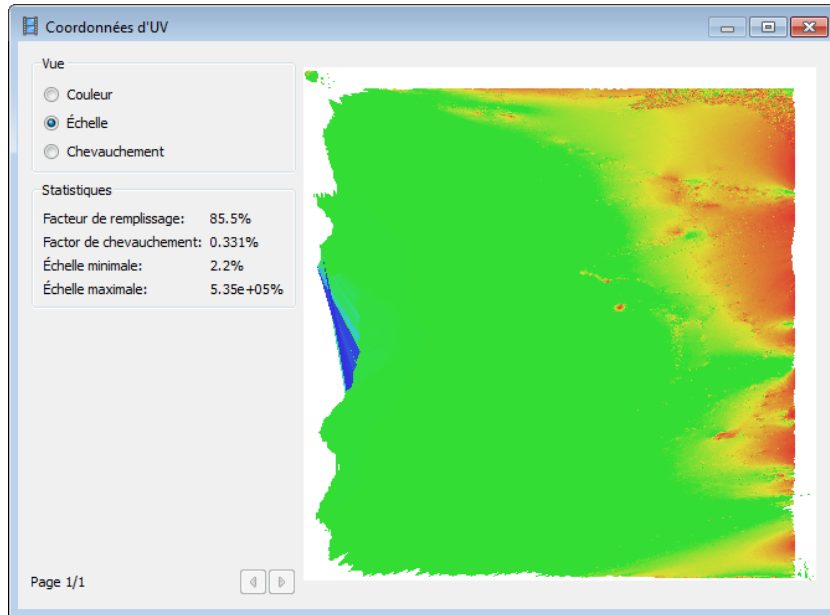 Coordonnées d'UV
Vue
Couleur
Échelle
Chevauchement
Statistiques
Facteur de remplissage: 85.5%
Factor de chevauchement: 0.331%
Échelle minimale: 2.2%
Échelle maximale: 5.35e+05%
Page 1/1